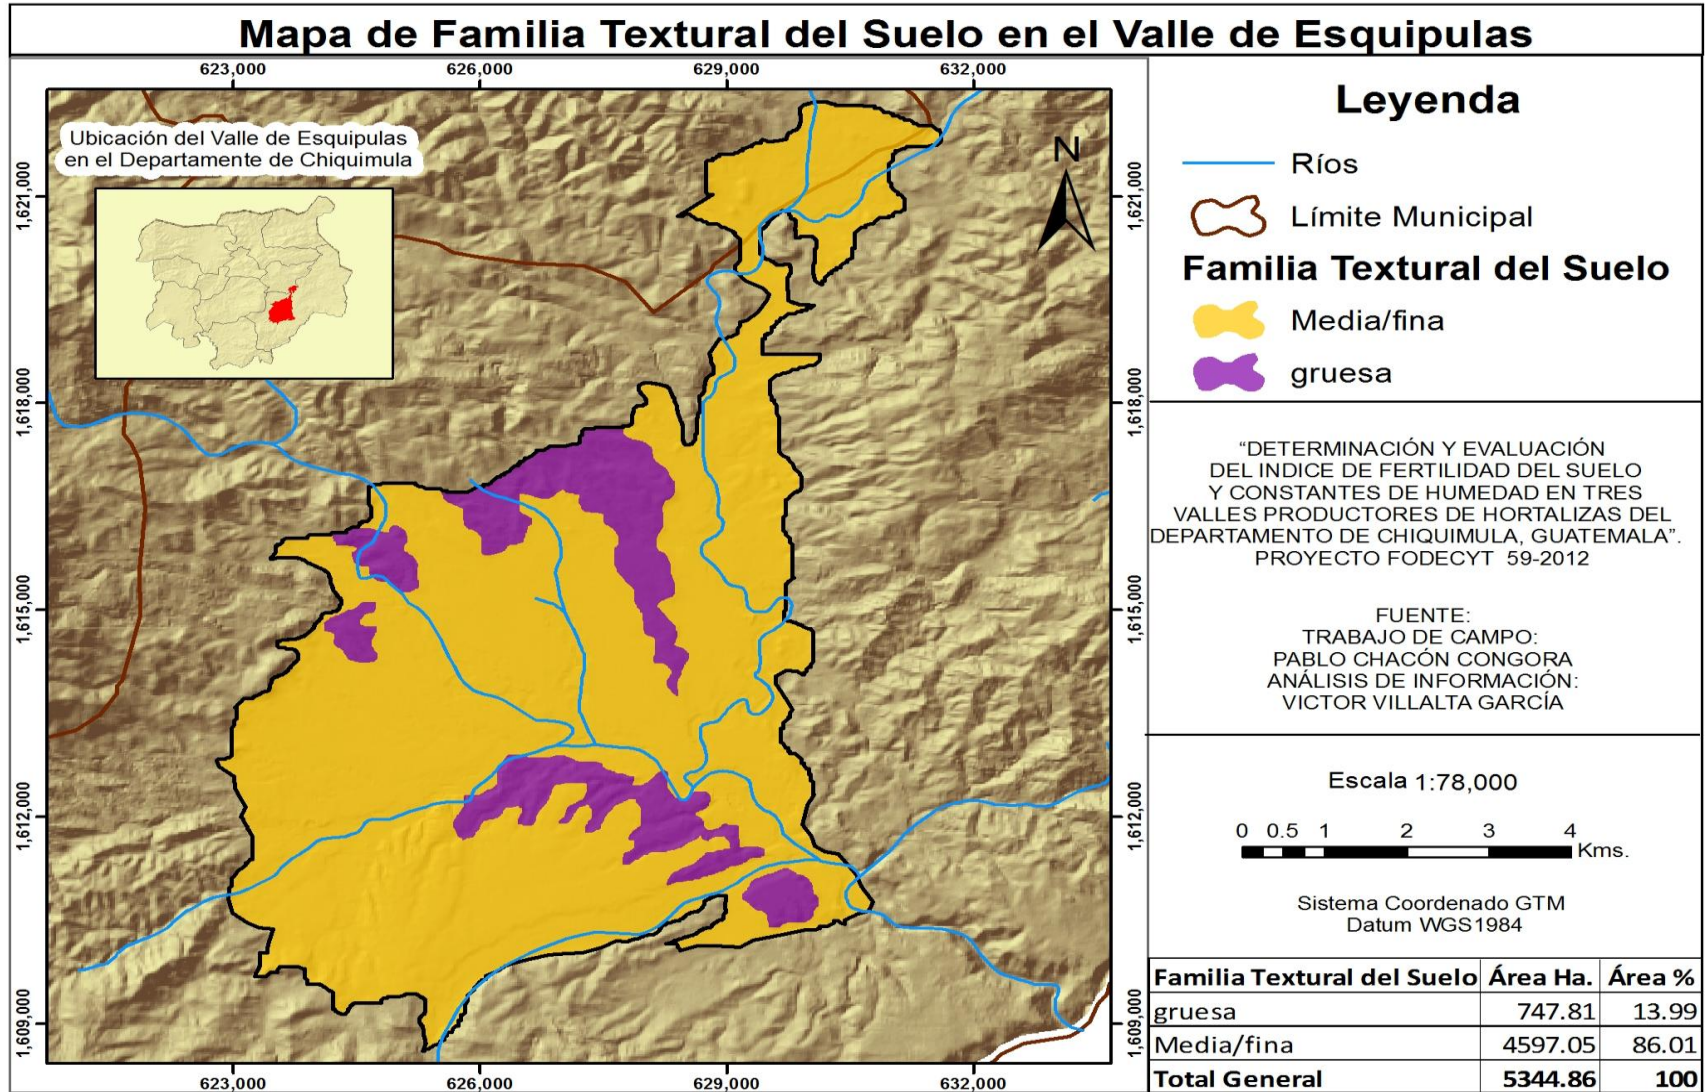 Mapa de Familia Textural del Suelo en el Valle de Esquipulas
623,000 626,000 629,000 632,000
Ubicación del Valle de Esquipulas
en el Departamente de Chiquimula
N
1,621,000
1,618,000
1,615,000
1,612,000
1,609,000
1,621,000
1,618,000
1,615,000
1,612,000
1,609,000
623,000 626,000 629,000 632,000
Leyenda
Ríos
Límite Municipal
Familia Textural del Suelo
Media/fina
gruesa
“DETERMINACIÓN Y EVALUACIÓN
DEL INDICE DE FERTILIDAD DEL SUELO
Y CONSTANTES DE HUMEDAD EN TRES
VALLES PRODUCTORES DE HORTALIZAS DEL
DEPARTAMENTO DE CHIQUIMULA, GUATEMALA”.
PROYECTO FODECYT 59-2012
FUENTE:
TRABAJO DE CAMPO:
PABLO CHACÓN CONGORA
ANÁLISIS DE INFORMACIÓN:
VICTOR VILLALTA GARCÍA
Escala 1:78,000
0 0.5 1 2 3 4
Kms.
Sistema Coordenado GTM
Datum WGS1984
Familia Textural del Suelo Área Ha. Área %
gruesa 747.81 13.99
Media/fina 4597.05 86.01
Total General 5344.86 100